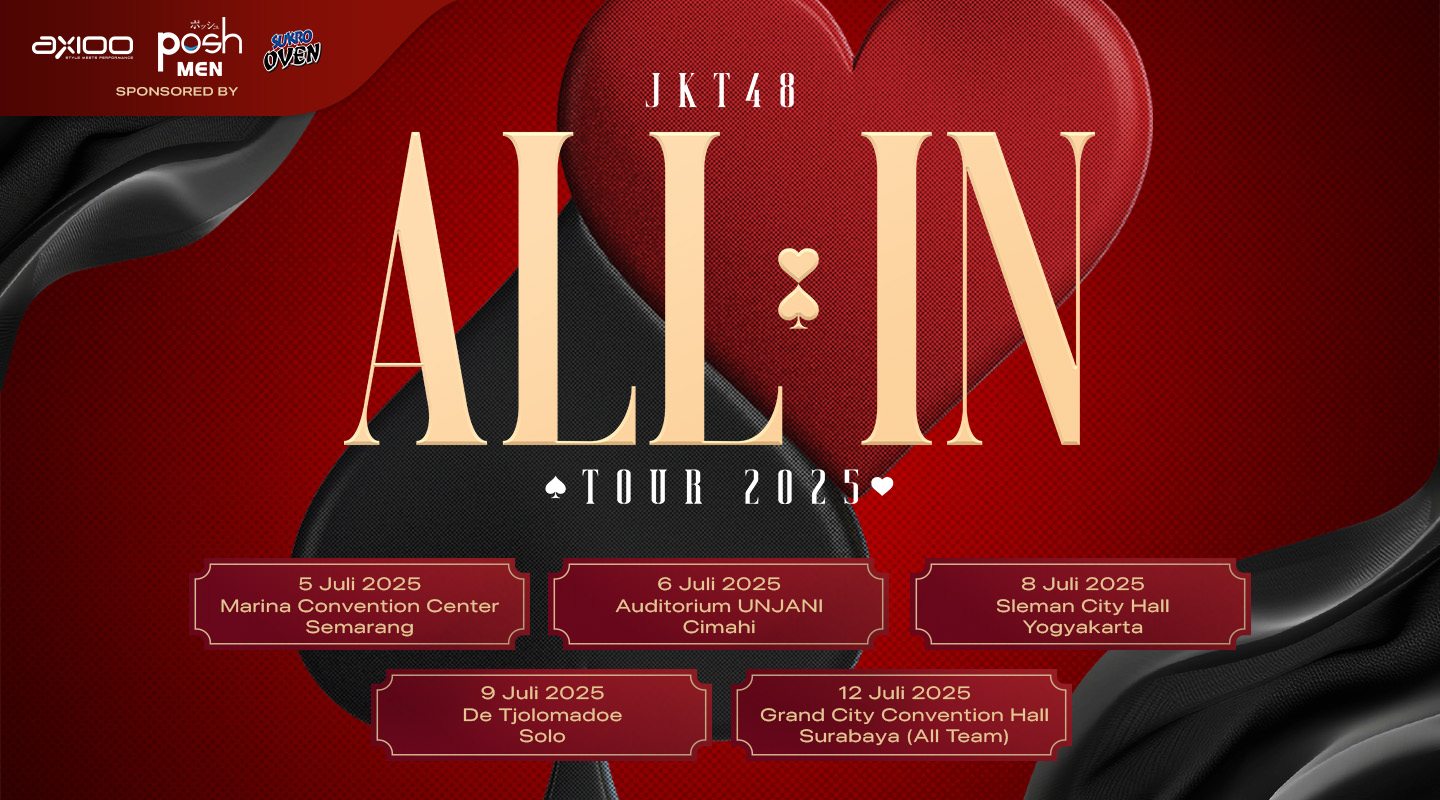 AXIOO
STYLE MEETS PERFORMANCE
ポッシュ
posh
MEN
SUKRO
OVEN
SPONSORED BY
JKT48
ALL IN
TOUR 2025
5 Juli 2025
Marina Convention Center
Semarang
6 Juli 2025
Auditorium UNJANI
Cimahi
8 Juli 2025
Sleman City Hall
Yogyakarta
9 Juli 2025
De Tjolomadoe
Solo
12 Juli 2025
Grand City Convention Hall
Surabaya (All Team)